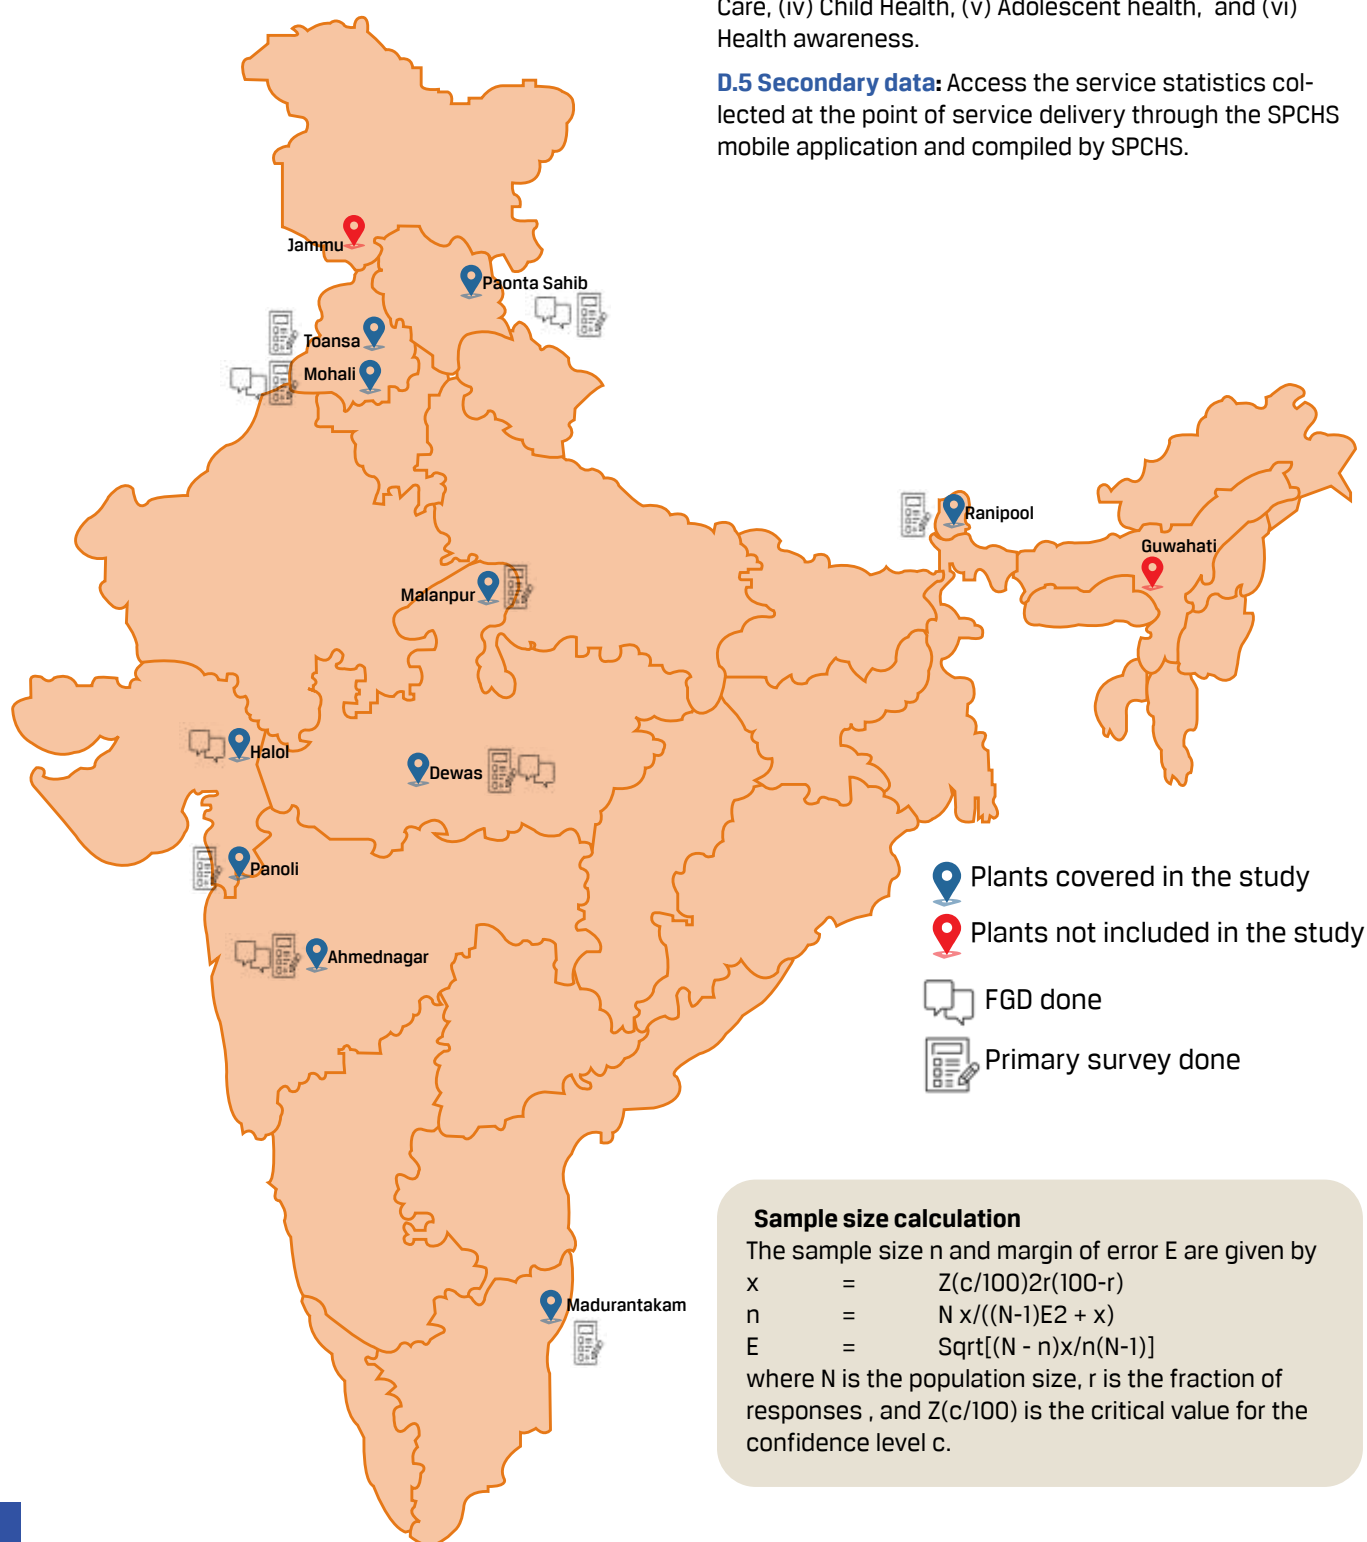 Care, (iv) Child Health, (v) Adolescent health, and (vi)
Health awareness.
D.5 Secondary data: Access the service statistics col-
lected at the point of service delivery through the SPCHS
mobile application and compiled by SPCHS.
Jammu
Paonta Sahib
Toansa
Mohali
Ranipool
Guwahati
Malanpur
Halol
Dewas
Panoli
Ahmednagar
Madurantakam
Plants covered in the study
Plants not included in the study
FGD done
Primary survey done
Sample size calculation
The sample size n and margin of error E are given by
x = Z(c/100)2r(100-r)
n = N x/((N-1)E2 + x)
E = Sqrt[(N - n)x/n(N-1)]
where N is the population size, r is the fraction of
responses , and Z(c/100) is the critical value for the
confidence level c.